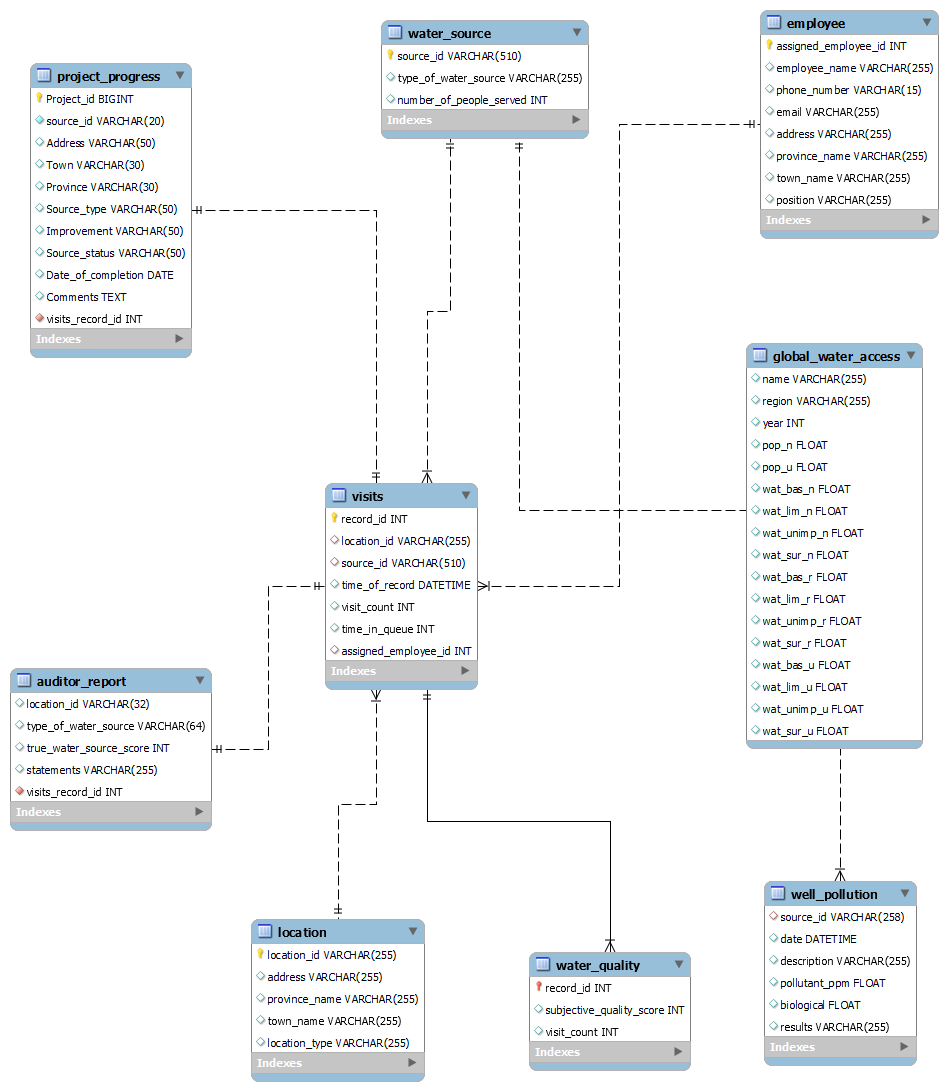 water_source
source_id VARCHAR(510)
type_of_water_source VARCHAR(255)
number_of_people_served INT
Indexes
employee
assigned_employee_id INT
employee_name VARCHAR(255)
phone_number VARCHAR(15)
email VARCHAR(255)
address VARCHAR(255)
province_name VARCHAR(255)
town_name VARCHAR(255)
position VARCHAR(255)
Indexes
project_progress
Project_id BIGINT
source_id VARCHAR(20)
Address VARCHAR(50)
Town VARCHAR(30)
Province VARCHAR(30)
Source_type VARCHAR(50)
Improvement VARCHAR(50)
Source_status VARCHAR(50)
Date_of_completion DATE
Comments TEXT
visits_record_id INT
Indexes
global_water_access
name VARCHAR(255)
region VARCHAR(255)
year INT
pop_n FLOAT
pop_u FLOAT
wat_bas_n FLOAT
wat_lim_n FLOAT
wat_unimp_n FLOAT
wat_sur_n FLOAT
wat_bas_r FLOAT
wat_lim_r FLOAT
wat_unimp_r FLOAT
wat_sur_r FLOAT
wat_bas_u FLOAT
wat_lim_u FLOAT
wat_unimp_u FLOAT
wat_sur_u FLOAT
visits
record_id INT
location_id VARCHAR(255)
source_id VARCHAR(510)
time_of_record DATETIME
visit_count INT
time_in_queue INT
assigned_employee_id INT
Indexes
auditor_report
location_id VARCHAR(32)
type_of_water_source VARCHAR(64)
true_water_source_score INT
statements VARCHAR(255)
visits_record_id INT
Indexes
location
location_id VARCHAR(255)
address VARCHAR(255)
province_name VARCHAR(255)
town_name VARCHAR(255)
location_type VARCHAR(255)
Indexes
water_quality
record_id INT
subjective_quality_score INT
visit_count INT
Indexes
well_pollution
source_id VARCHAR(258)
date DATETIME
description VARCHAR(255)
pollutant_ppm FLOAT
biological FLOAT
results VARCHAR(255)
Indexes